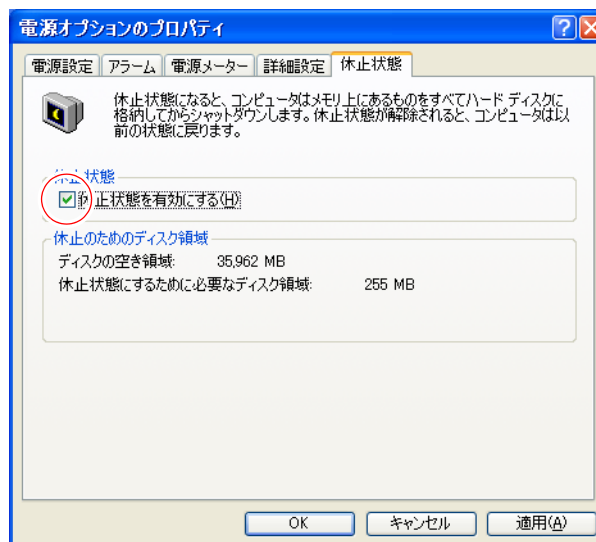 電源オプションのプロパティ
電源設定 アラーム 電源メーター 詳細設定 休止状態
休止状態になると、コンピュータはメモリ上にあるものをすべてハード ディスクに
格納してからシャットダウンします。休止状態が解除されると、コンピュータは以
前の状態に戻ります。
休止状態
休止状態を有効にする(H)
休止のためのディスク領域
ディスクの空き領域: 35,962 MB
休止状態にするために必要なディスク領域: 255 MB
OK キャンセル 適用(A)